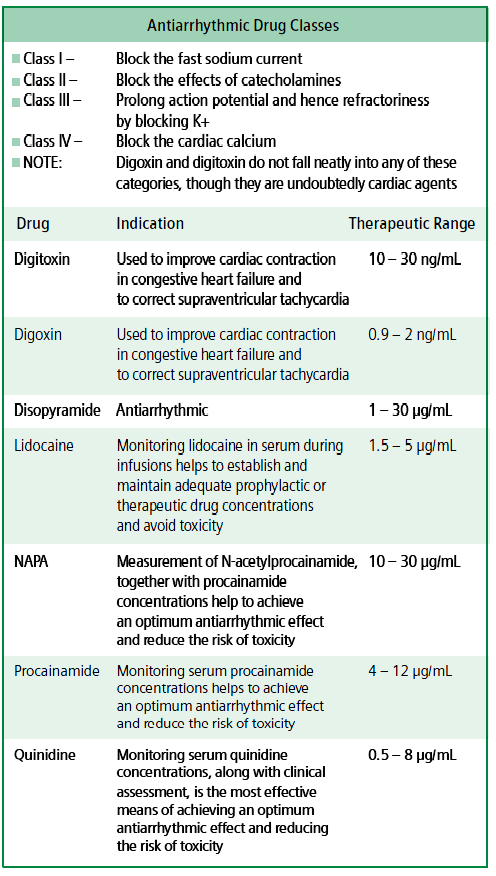 Antiarrhythmic Drug Classes
Class I – Block the fast sodium current
Class II – Block the effects of catecholamines
Class III – Prolong action potential and hence refractoriness
by blocking K+
Class IV – Block the cardiac calcium
NOTE: Digoxin and digitoxin do not fall neatly into any of these
categories, though they are undoubtedly cardiac agents
Drug Indication Therapeutic Range
Digitoxin Used to improve cardiac contraction 10 – 30 ng/mL
in congestive heart failure and
to correct supraventricular tachycardia
Digoxin Used to improve cardiac contraction 0.9 – 2 ng/mL
in congestive heart failure and
to correct supraventricular tachycardia
Disopyramide Antiarrhythmic 1 – 30 µg/mL
Lidocaine Monitoring lidocaine in serum during 1.5 – 5 µg/mL
infusions helps to establish and
maintain adequate prophylactic or
therapeutic drug concentrations
and avoid toxicity
NAPA Measurement of N-acetylprocainamide, 10 – 30 µg/mL
together with procainamide
concentrations help to achieve
an optimum antiarrhythmic effect
and reduce the risk of toxicity
Procainamide Monitoring serum procainamide 4 – 12 µg/mL
concentrations helps to achieve
an optimum antiarrhythmic effect
and reduce the risk of toxicity
Quinidine Monitoring serum quinidine 0.5 – 8 µg/mL
concentrations, along with clinical
assessment, is the most effective
means of achieving an optimum
antiarrhythmic effect and reducing
the risk of toxicity